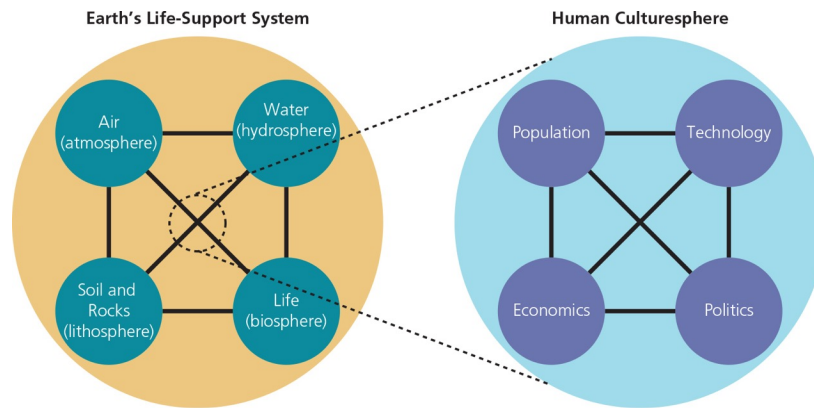 Earth's Life-Support System
Air
(atmosphere)
Water
(hydrosphere)
Soil and
Rocks
(lithosphere)
Life
(biosphere)
Human Culturesphere
Population
Technology
Economics
Politics